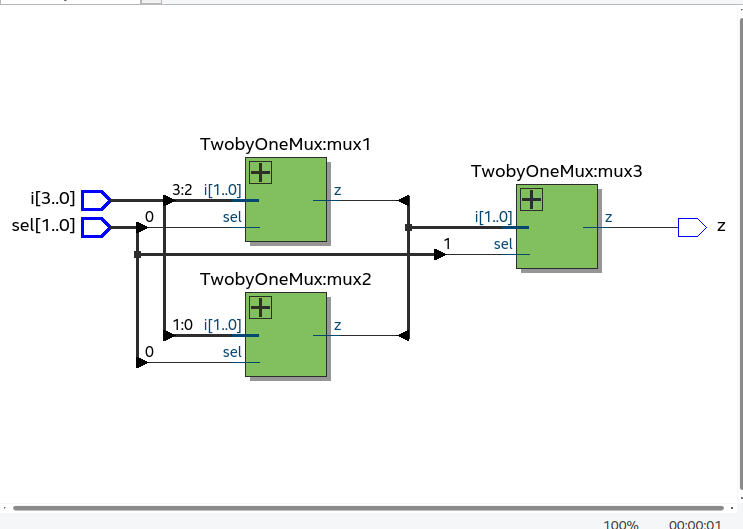 TwobyOneMux:mux1
TwobyOneMux:mux3
i[3..0]
3:2
i[1..0]
z
sel[1..0]
0
sel
i[1..0]
z
z
1
sel
TwobyOneMux:mux2
1:0
i[1..0]
z
0
sel
100%
00:00:01